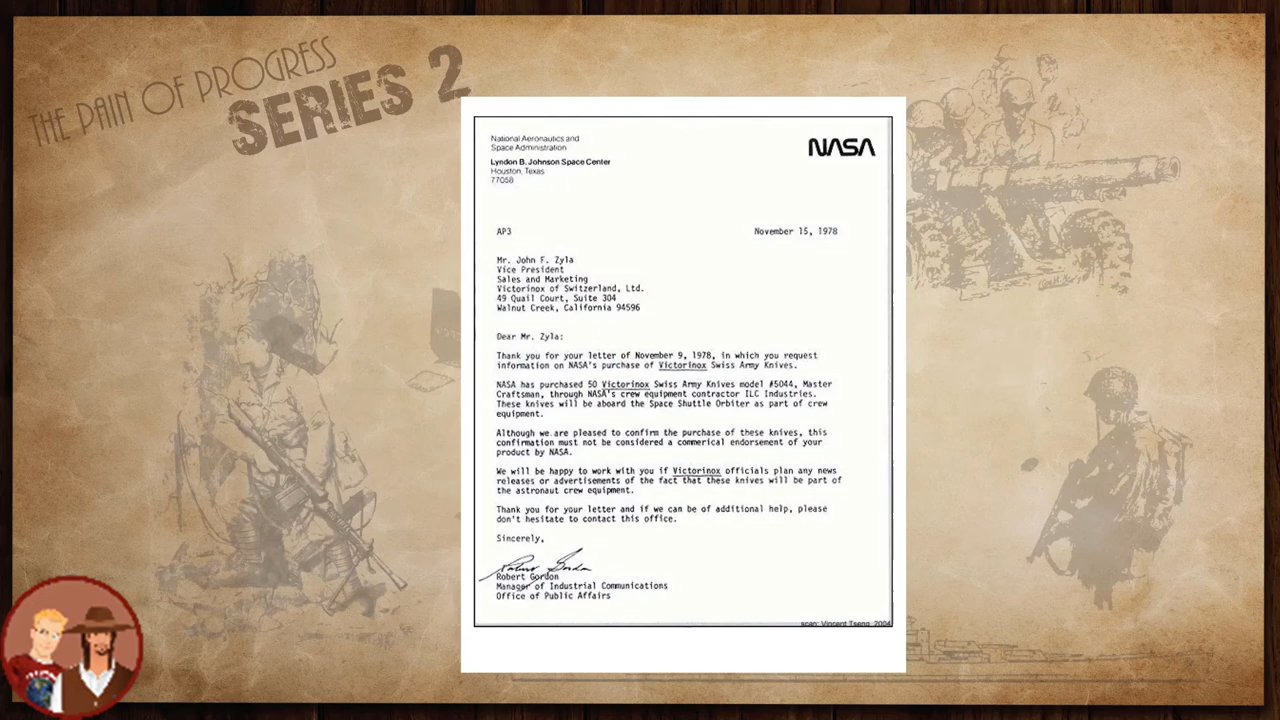 THE PAIN OF PROGRESS
SERIES 2
National Aeronautics and
Space Administration
Lyndon B. Johnson Space Center
Houston, Texas
77058
NASA
AP3
November 15, 1978
Mr. John F. Zyla
Vice President
Sales and Marketing
Victorinox of Switzerland, Ltd.
49 Quail Court, Suite 304
Walnut Creek, California 94596
Dear Mr. Zyla:
Thank you for your letter of November 9, 1978, in which you request
information on NASA's purchase of Victorinox Swiss Army Knives.
NASA has purchased 50 Victorinox Swiss Army Knives model #5044, Master
Craftsman, through NASA's crew equipment contractor ILC Industries.
These knives will be aboard the Space Shuttle Orbiter as part of crew
equipment.
Although we are pleased to confirm the purchase of these knives, this
confirmation must not be considered a commerical endorsement of your
product by NASA.
We will be happy to work with you if Victorinox officials plan any news
releases or advertisements of the fact that these knives will be part of
the astronaut crew equipment.
Thank you for your letter and if we can be of additional help, please
don't hesitate to contact this office.
Sincerely,
Robert Gordon
Robert Gordon
Manager of Industrial Communications
Office of Public Affairs
scan: Vincent Tseng, 2004